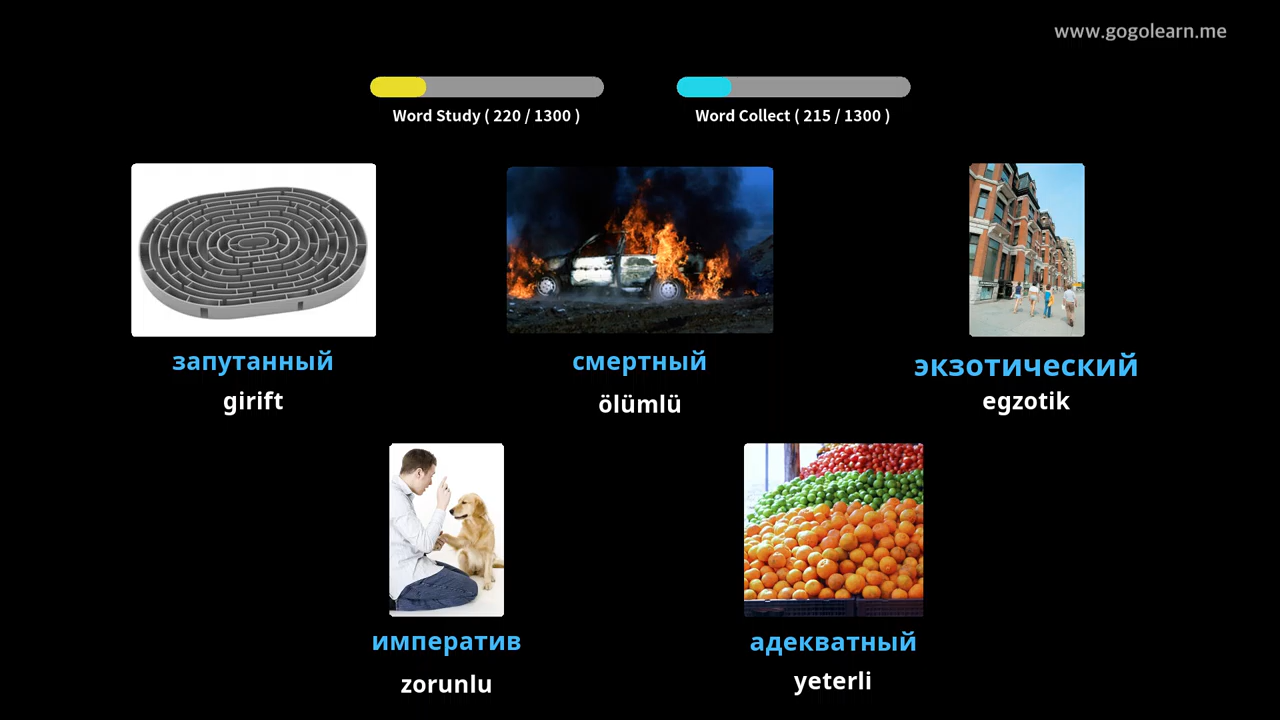 www.gogolearn.me
Word Study ( 220 / 1300 )
Word Collect ( 215 / 1300 )
запутанный
girift
смертный
ölümlü
экзотический
egzotik
императив
zorunlu
адекватный
yeterli